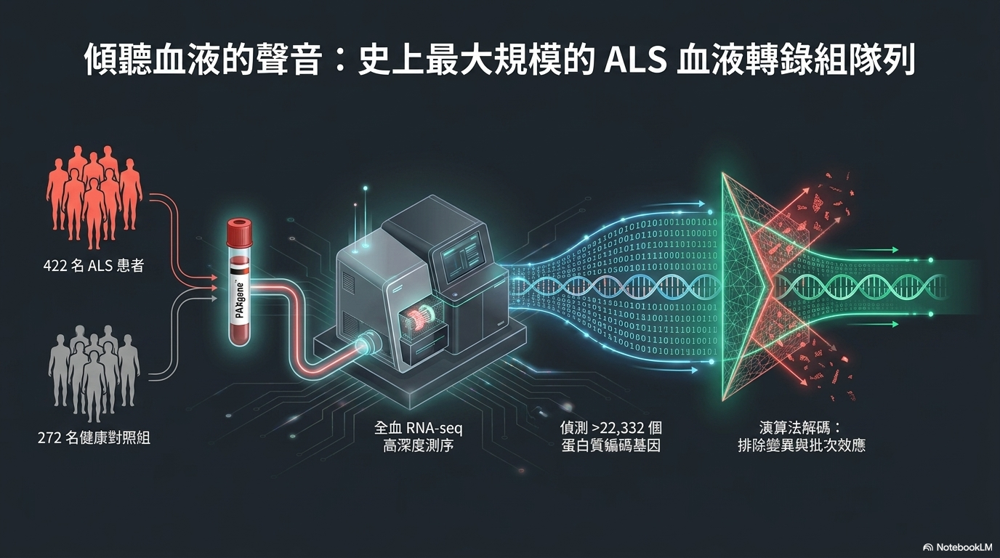 傾聽血液的聲音：史上最大規模的 ALS 血液轉錄組隊列
422 名 ALS 患者
PAXgene™
272 名健康對照組
全血 RNA-seq
高深度測序
偵測 >22,332 個
蛋白質編碼基因
演算法解碼：
排除變異與批次效應
NotebookLM